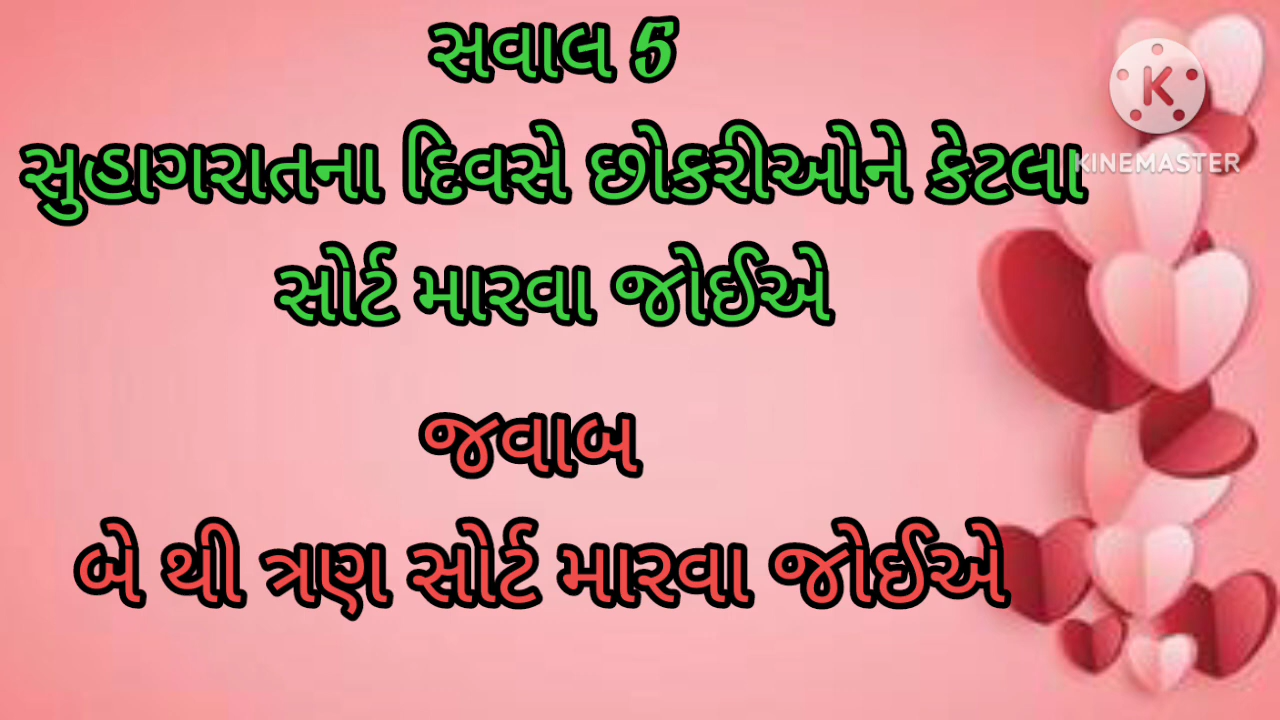 સવાલ 5
સુહાગરાતના દિવસે છોકરીઓને કેટલા
સોર્ટ મારવા જોઈએ
જવાબ
બે થી ત્રણ સોર્ટ મારવા જોઈએ
K
KINEMASTER